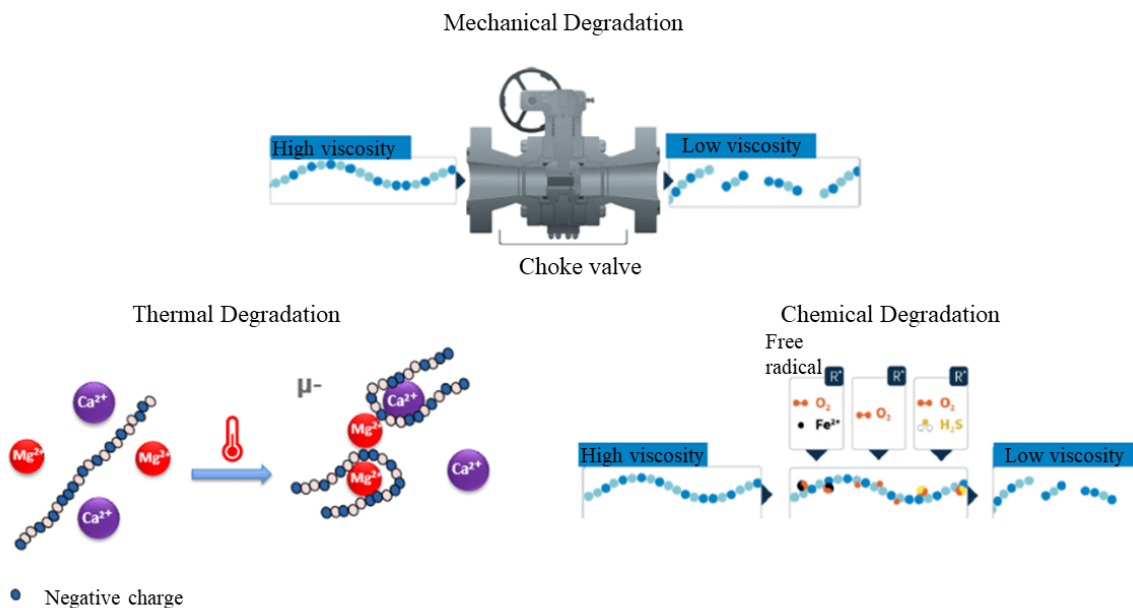 Mechanical Degradation
High viscosity
Low viscosity
Choke valve
Thermal Degradation
Chemical Degradation
Free
radical
R•
R•
R•
O₂
Fe²⁺
O₂
O₂
H₂S
µ-
Ca²⁺
Mg²⁺
Mg²⁺
Ca²⁺
Ca²⁺
Mg²⁺
Mg²⁺
Ca²⁺
High viscosity
Low viscosity
Negative charge